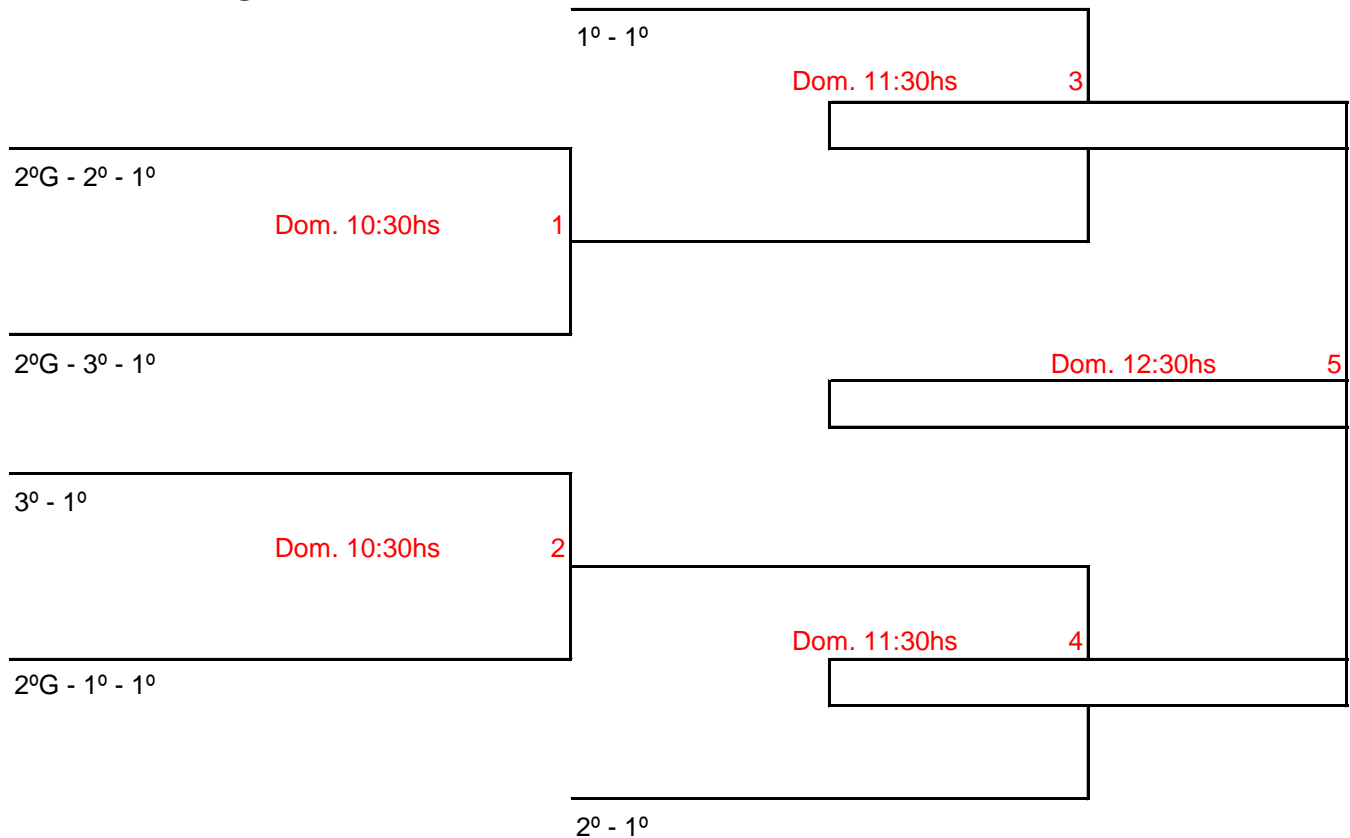 1º - 1º
Dom. 11:30hs 3
2ºG - 2º - 1º
Dom. 10:30hs 1
2ºG - 3º - 1º
Dom. 12:30hs 5
3º - 1º
Dom. 10:30hs 2
Dom. 11:30hs 4
2ºG - 1º - 1º
2º - 1º